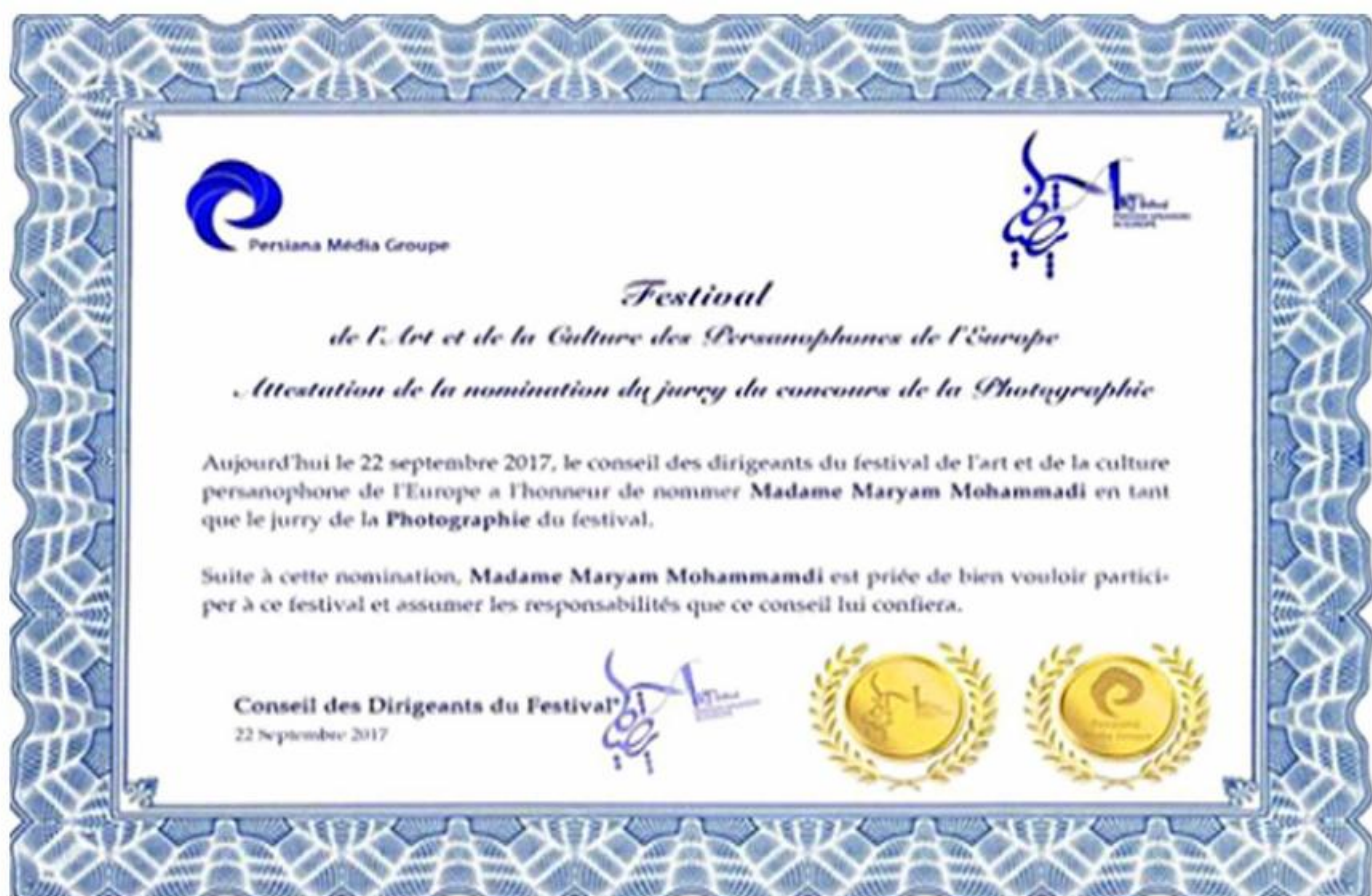 Persiana Média Groupe
Festival
de l'Art et de la Culture des Persanophones de l'Europe
Attestation de la nomination du jurry du concours de la Photographie
Aujourd'hui le 22 septembre 2017, le conseil des dirigeants du festival de l'art et de la culture
persanophone de l'Europe a l'honneur de nommer Madame Maryam Mohammadi en tant
que le jurry de la Photographie du festival.
Suite à cette nomination, Madame Maryam Mohammamdi est priée de bien vouloir partici-
per à ce festival et assumer les responsabilités que ce conseil lui confiera.
Conseil des Dirigeants du Festival
22 Septembre 2017
Persiana
Média Groupe